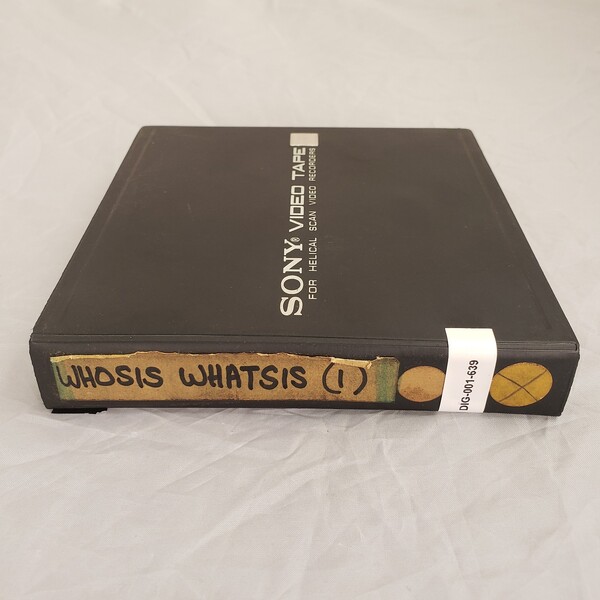 SONY® VIDEO TAPE
FOR HELICAL SCAN VIDEO RECORDERS
WHOSIS WHATSIS (1)
DIG-001-639